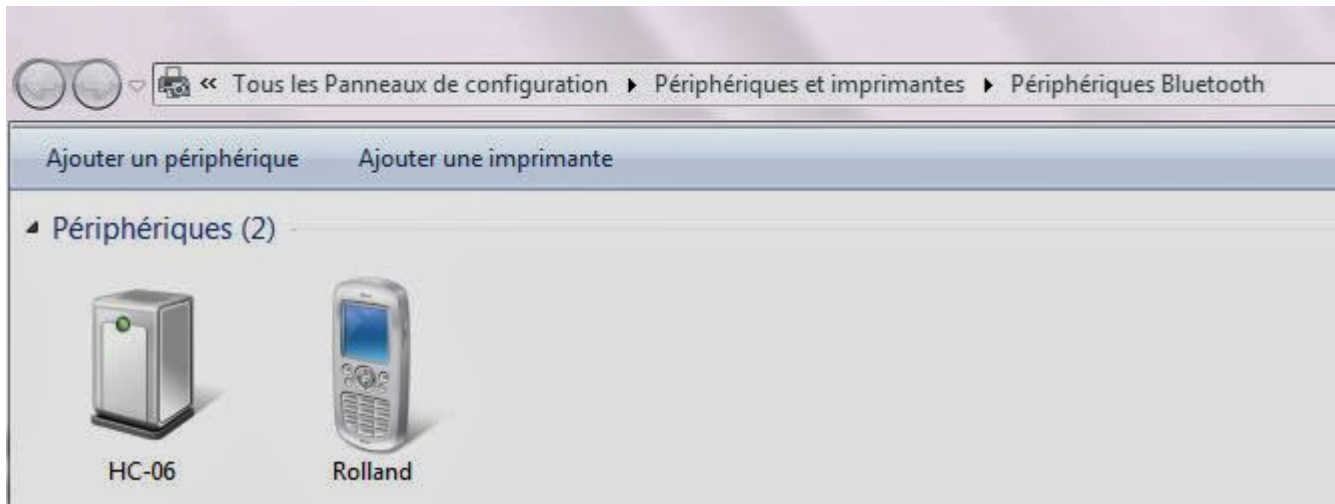 « Tous les Panneaux de configuration Périphériques et imprimantes Périphériques Bluetooth
Ajouter un périphérique Ajouter une imprimante
Périphériques (2)
HC-06 Rolland